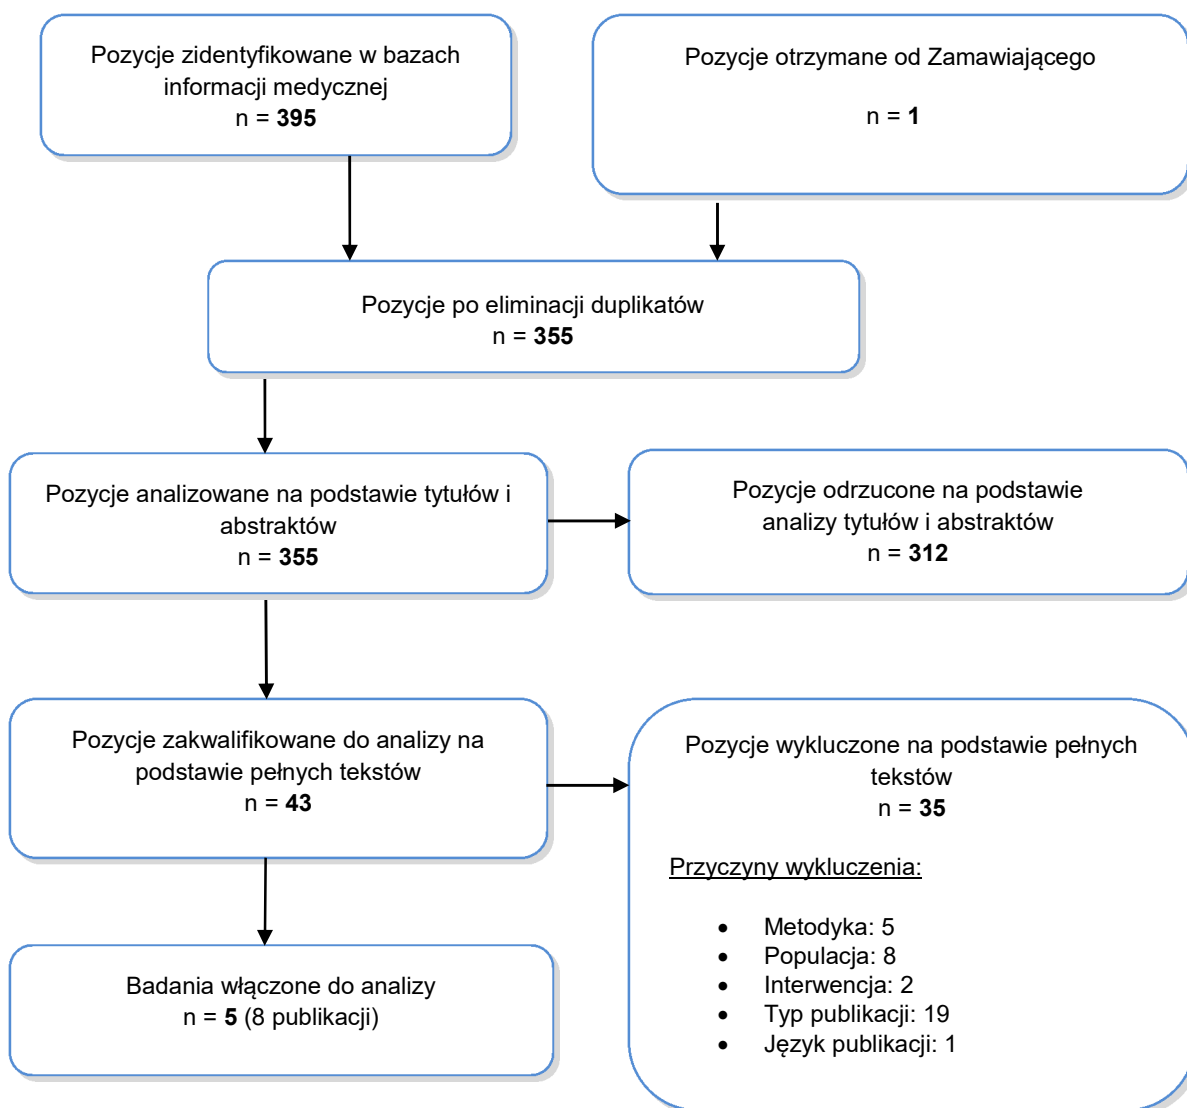 Pozycje zidentyfikowane w bazach
informacji medycznej
n = 395
Pozycje otrzymane od Zamawiającego
n = 1
Pozycje po eliminacji duplikatów
n = 355
Pozycje analizowane na podstawie tytułów i
abstraktów
n = 355
Pozycje odrzucone na podstawie
analizy tytułów i abstraktów
n = 312
Pozycje zakwalifikowane do analizy na
podstawie pełnych tekstów
n = 43
Pozycje wykluczone na podstawie pełnych
tekstów
n = 35
Przyczyny wykluczenia:
• Metodyka: 5
• Populacja: 8
• Interwencja: 2
• Typ publikacji: 19
• Język publikacji: 1
Badania włączone do analizy
n = 5 (8 publikacji)